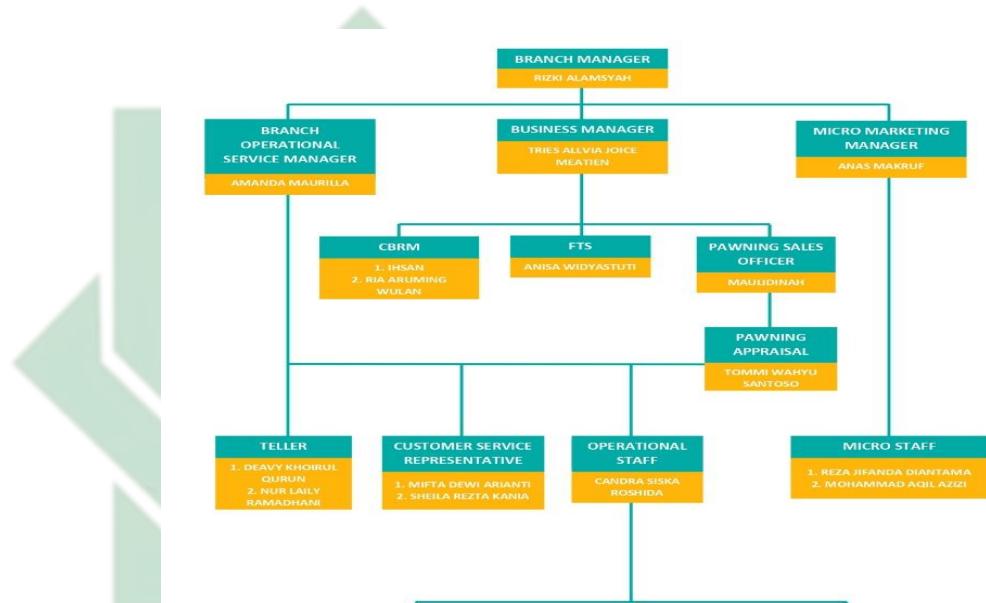 BRANCH MANAGER
RIZKI ALAMSYAH
BRANCH
OPERATIONAL
SERVICE MANAGER
AMANDA MAURILLA
BUSINESS MANAGER
TRIES ALLVIA JOICE
MEATIEN
MICRO MARKETING
MANAGER
ANAS MAKRUF
CBRM
1. IHSAN
2. RIA ARUMING
WULAN
FTS
ANISA WIDYASTUTI
PAWNING SALES
OFFICER
MAULIDINAH
PAWNING
APPRAISAL
TOMMI WAHYU
SANTOSO
TELLER
1. DEAVY KHOIRUL
QURUN
2. NUR LAILY
RAMADHANI
CUSTOMER SERVICE
REPRESENTATIVE
1. MIFTA DEWI ARIANTI
2. SHEILA REZTA KANIA
OPERATIONAL
STAFF
CANDRA SISKA
ROSHIDA
MICRO STAFF
1. REZA JIFANDA DIANTAMA
2. MOHAMMAD AQIL AZIZI